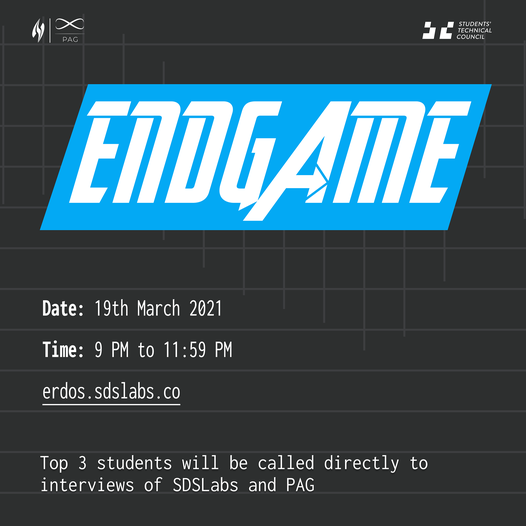 PAG
STUDENTS'
TECHNICAL
COUNCIL
ENDGAME
Date: 19th March 2021
Time: 9 PM to 11:59 PM
erdos.sdslabs.co
Top 3 students will be called directly to
interviews of SDSLabs and PAG